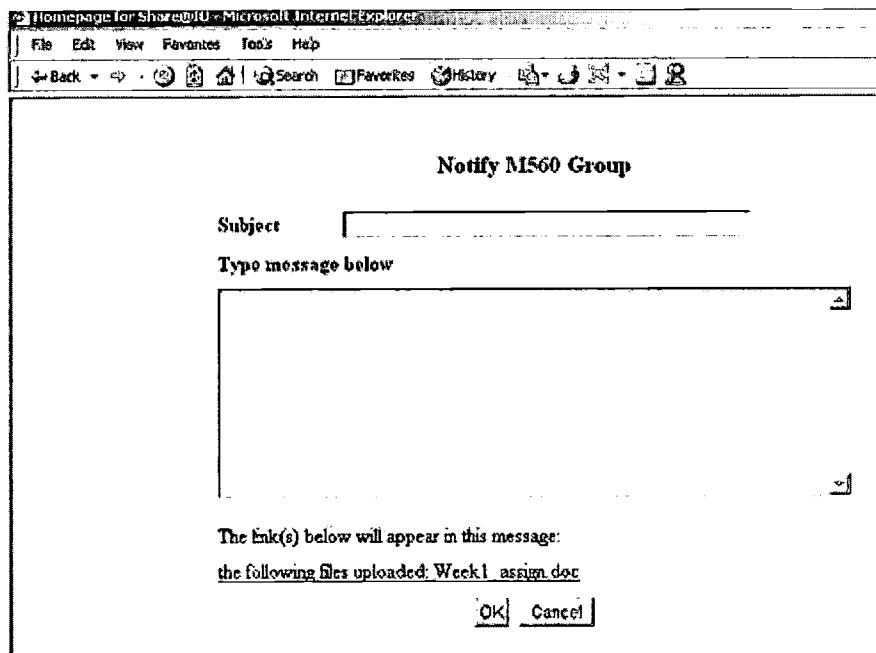 Homepage for Share@IU - Microsoft Internet Explorer
File Edit View Favorites Tools Help
Back Search Favorites History
Notify M560 Group
Subject
Type message below
The link(s) below will appear in this message:
the following files uploaded: Week1_assign.doc
OK Cancel